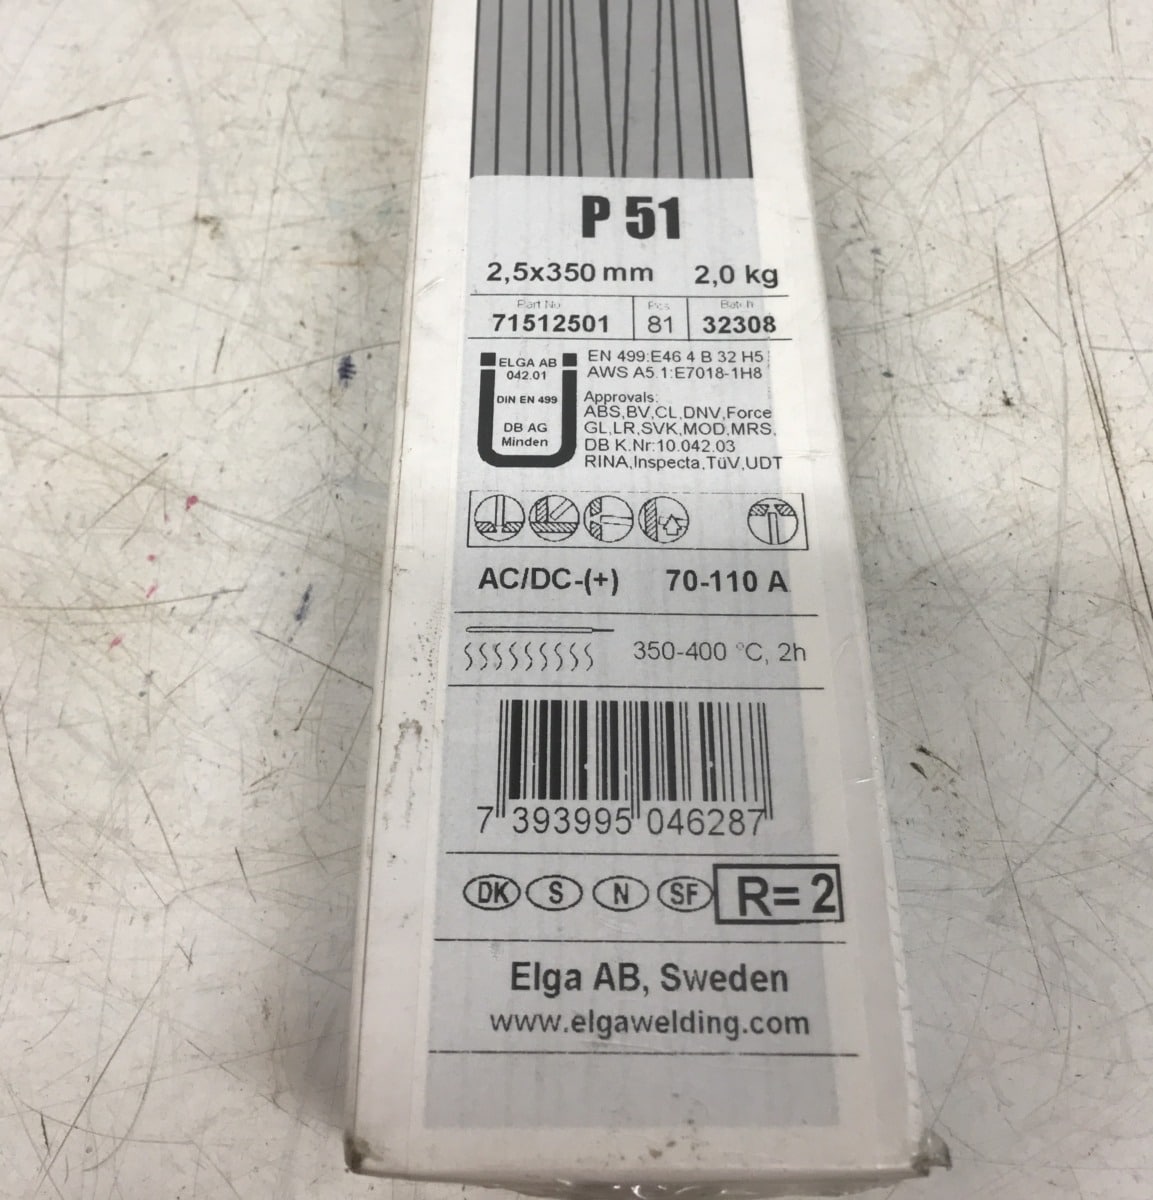 P 51
2,5x350 mm 2,0 kg
Part No Pcs Batch
71512501 81 32308
ELGA AB
042.01
DIN EN 499
DB AG
Minden
EN 499:E46 4 B 32 H5
AWS A5.1:E7018-1H8
Approvals:
ABS,BV,CL,DNV,Force
GL,LR,SVK,MOD,MRS,
DB K.Nr:10.042.03
RINA,Inspecta,TüV,UDT
AC/DC-(+) 70-110 A
350-400 °C, 2h
7 393995 046287
DK S N SF R= 2
Elga AB, Sweden
www.elgawelding.com